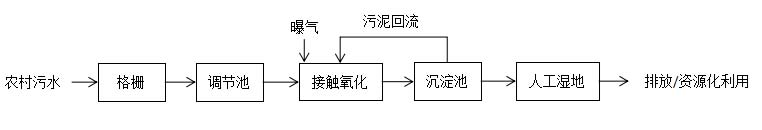 曝气
污泥回流
农村污水
格栅
调节池
接触氧化
沉淀池
人工湿地
排放/资源化利用